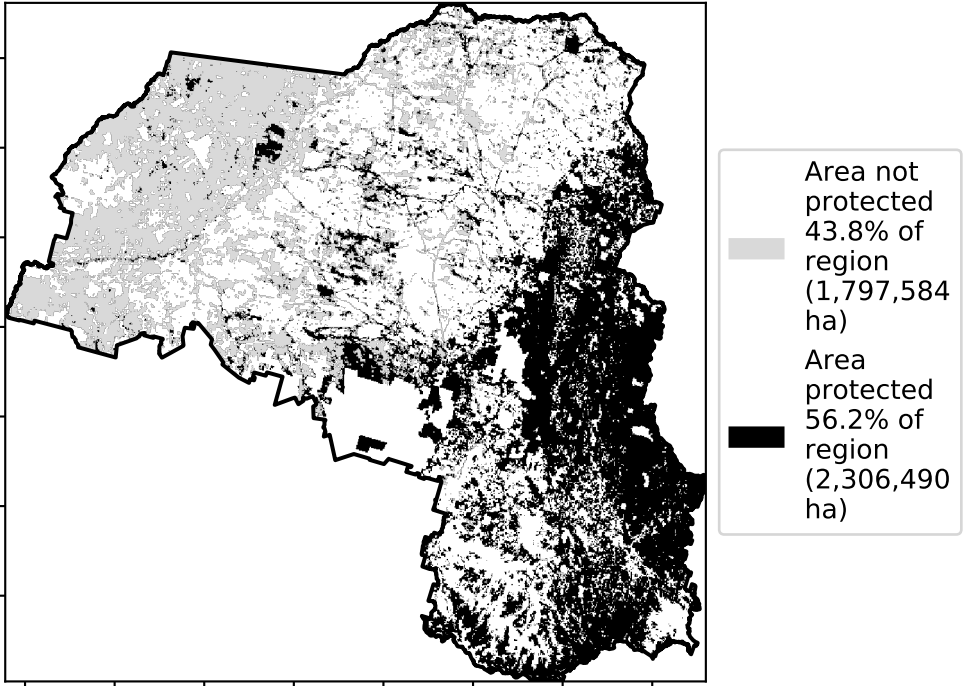 Area not
protected
43.8% of
region
(1,797,584
ha)
Area
protected
56.2% of
region
(2,306,490
ha)